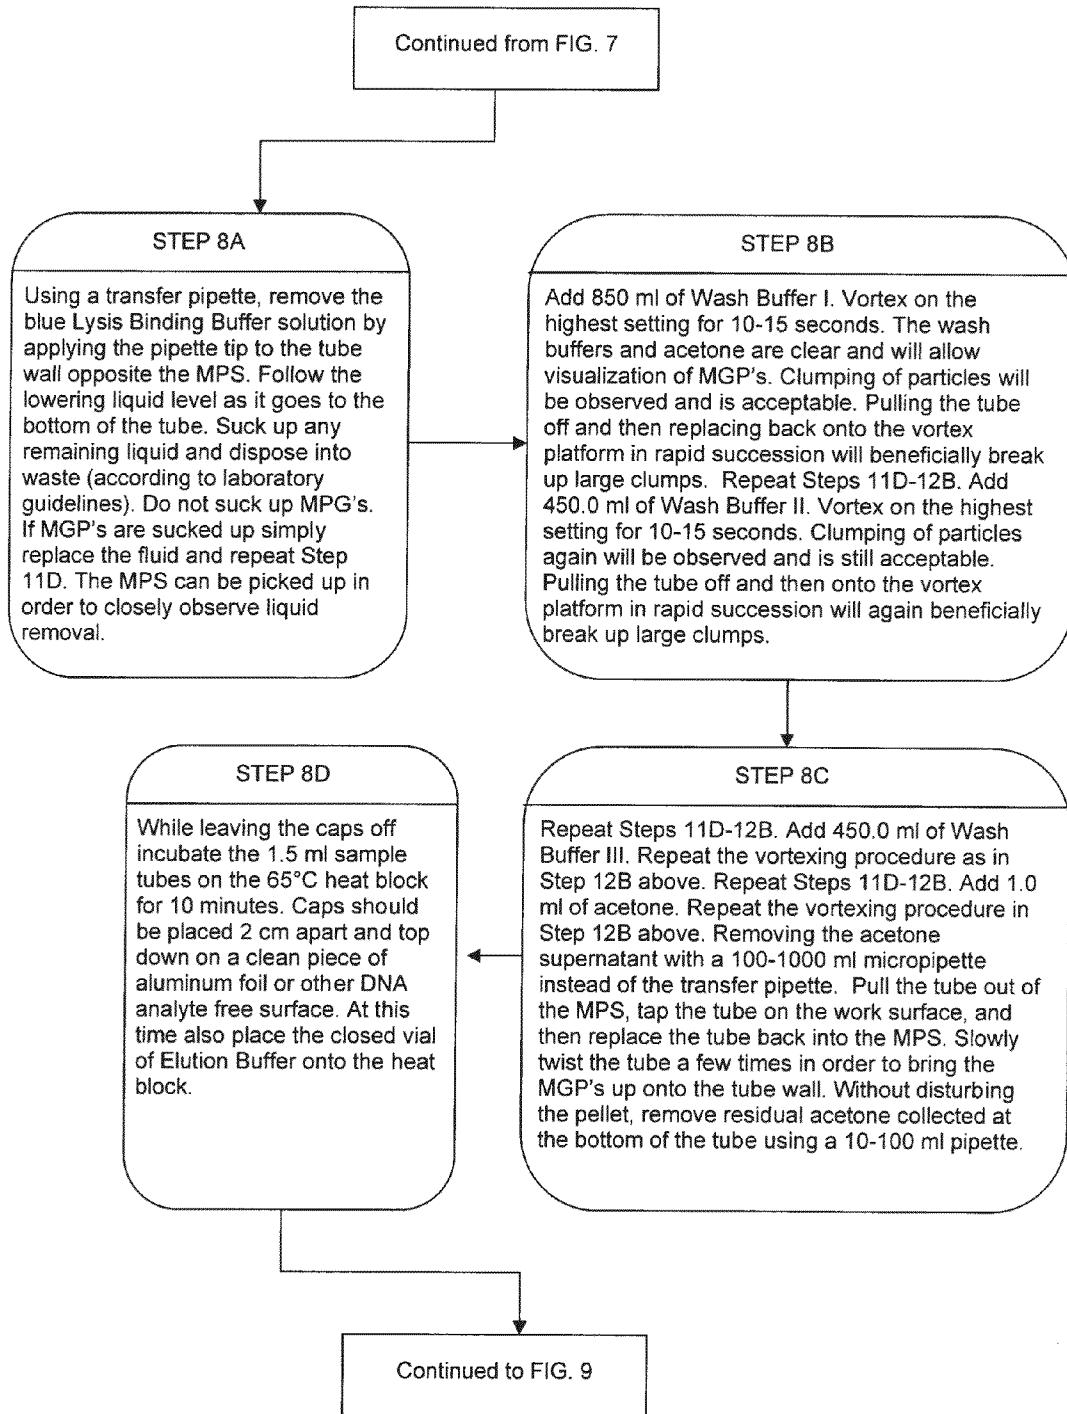 Continued from FIG. 7
STEP 8A
Using a transfer pipette, remove the
blue Lysis Binding Buffer solution by
applying the pipette tip to the tube
wall opposite the MPS. Follow the
lowering liquid level as it goes to the
bottom of the tube. Suck up any
remaining liquid and dispose into
waste (according to laboratory
guidelines). Do not suck up MPG's.
If MGP's are sucked up simply
replace the fluid and repeat Step
11D. The MPS can be picked up in
order to closely observe liquid
removal.
STEP 8B
Add 850 ml of Wash Buffer I. Vortex on the
highest setting for 10-15 seconds. The wash
buffers and acetone are clear and will allow
visualization of MGP's. Clumping of particles will
be observed and is acceptable. Pulling the tube
off and then replacing back onto the vortex
platform in rapid succession will beneficially break
up large clumps. Repeat Steps 11D-12B. Add
450.0 ml of Wash Buffer II. Vortex on the highest
setting for 10-15 seconds. Clumping of particles
again will be observed and is still acceptable.
Pulling the tube off and then onto the vortex
platform in rapid succession will again beneficially
break up large clumps.
STEP 8C
Repeat Steps 11D-12B. Add 450.0 ml of Wash
Buffer III. Repeat the vortexing procedure as in
Step 12B above. Repeat Steps 11D-12B. Add 1.0
ml of acetone. Repeat the vortexing procedure in
Step 12B above. Removing the acetone
supernatant with a 100-1000 ml micropipette
instead of the transfer pipette. Pull the tube out of
the MPS, tap the tube on the work surface, and
then replace the tube back into the MPS. Slowly
twist the tube a few times in order to bring the
MGP's up onto the tube wall. Without disturbing
the pellet, remove residual acetone collected at
the bottom of the tube using a 10-100 ml pipette.
STEP 8D
While leaving the caps off
incubate the 1.5 ml sample
tubes on the 65°C heat block
for 10 minutes. Caps should
be placed 2 cm apart and top
down on a clean piece of
aluminum foil or other DNA
analyte free surface. At this
time also place the closed vial
of Elution Buffer onto the heat
block.
Continued to FIG. 9